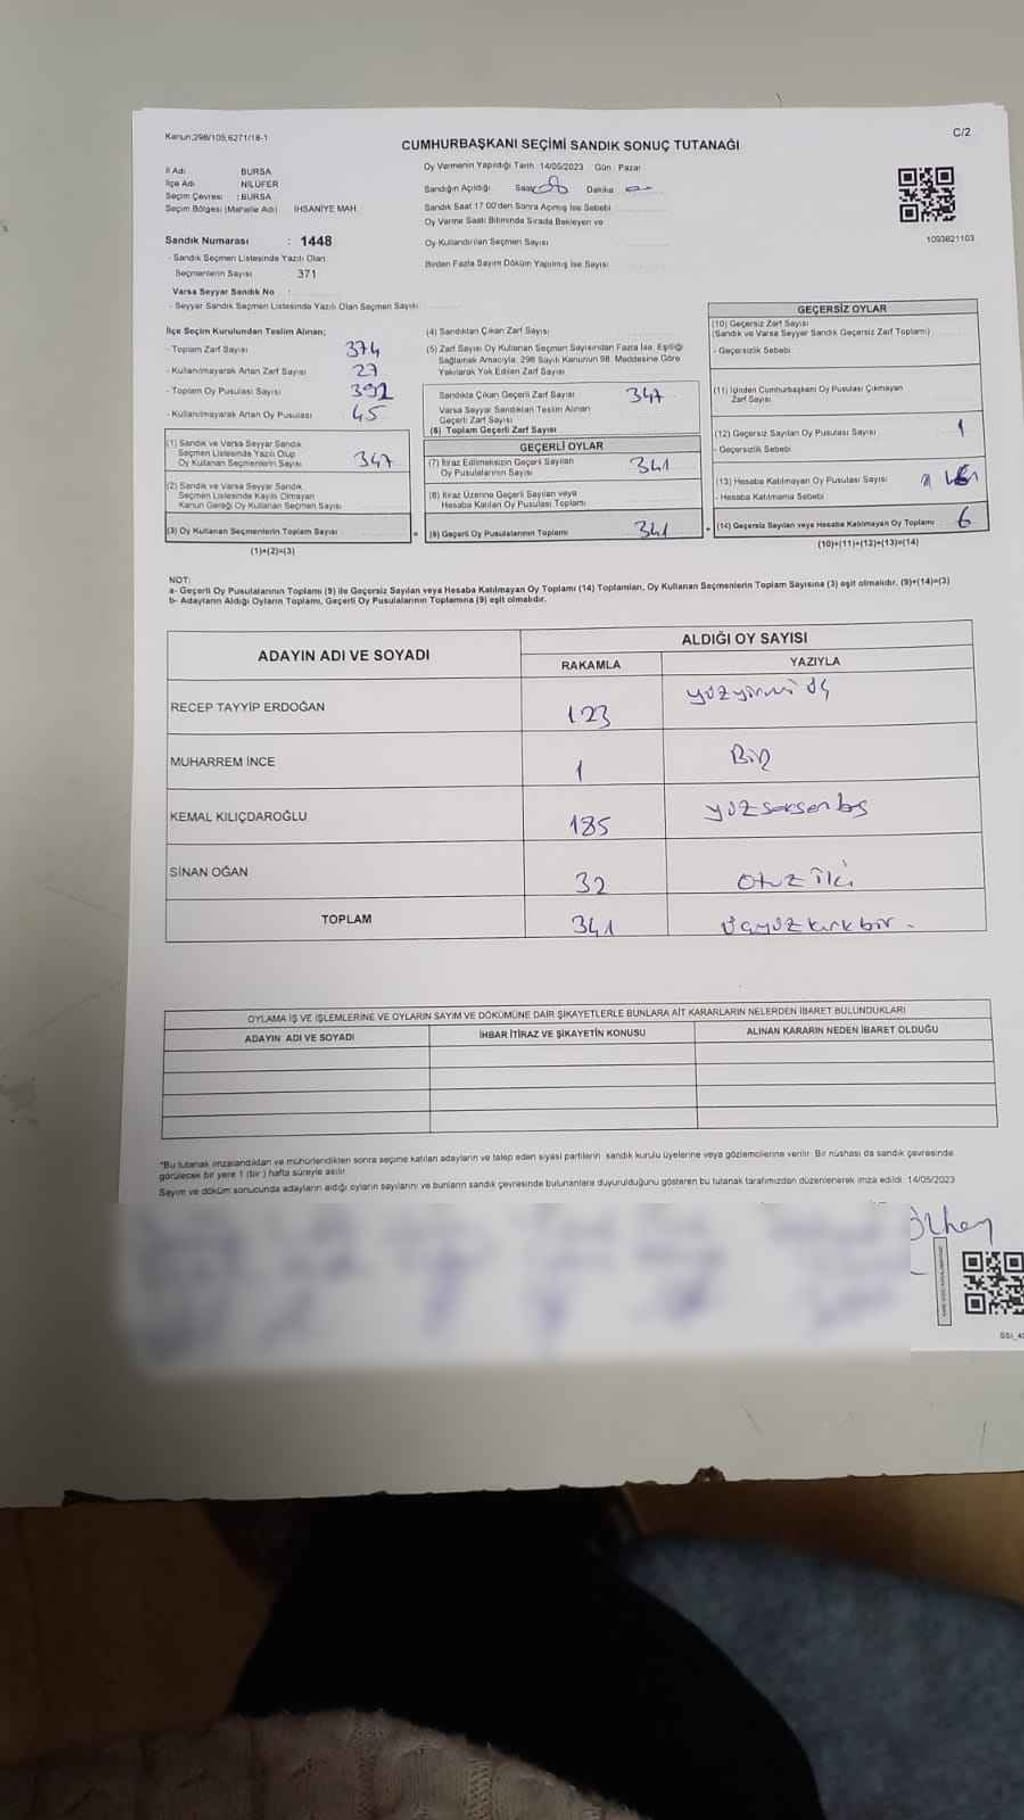 Kanun:298/105,6271/18-1
C/2
CUMHURBAŞKANI SEÇİMİ SANDIK SONUÇ TUTANAĞI
İl Adı : BURSA
İlçe Adı : NİLÜFER
Seçim Çevresi : BURSA
Seçim Bölgesi (Mahalle Adı) İHSANİYE MAH.
Sandık Numarası : 1448
- Sandık Seçmen Listesinde Yazılı Olan
Seçmenlerin Sayısı 371
Varsa Seyyar Sandık No
- Seyyar Sandık Seçmen Listesinde Yazılı Olan Seçmen Sayısı
Oy Vermenin Yapıldığı Tarih 14/05/2023 Gün : Pazar
Sandığın Açıldığı Saat 08 Dakika
Sandık Saat 17:00'den Sonra Açılmış İse Sebebi
Oy Verme Saati Bitiminde Sırada Bekleyen ve
Oy Kullandırılan Seçmen Sayısı
Birden Fazla Sayım Döküm Yapılmış İse Sayısı
1093821103
İlçe Seçim Kurulundan Teslim Alınan;
- Toplam Zarf Sayısı 374
- Kullanılmayarak Artan Zarf Sayısı 27
- Toplam Oy Pusulası Sayısı 392
- Kullanılmayarak Artan Oy Pusulası 45
(1) Sandık ve Varsa Seyyar Sandık
Seçmen Listesinde Yazılı Olup
Oy Kullanan Seçmenlerin Sayısı 347
(2) Sandık ve Varsa Seyyar Sandık
Seçmen Listesinde Kayıtlı Olmayan
Kanun Gereği Oy Kullanan Seçmen Sayısı
(3) Oy Kullanan Seçmenlerin Toplam Sayısı
(1)+(2)=(3)
(4) Sandıktan Çıkan Zarf Sayısı
(5) Zarf Sayısı Oy Kullanan Seçmen Sayısından Fazla İse, Eşitliği
Sağlamak Amacıyla 298 Sayılı Kanunun 98. Maddesine Göre
Yakılarak Yok Edilen Zarf Sayısı
Sandıkta Çıkan Geçerli Zarf Sayısı 347
Varsa Seyyar Sandıktan Teslim Alınan
Geçerli Zarf Sayısı
(6) Toplam Geçerli Zarf Sayısı
GEÇERLİ OYLAR
(7) İtiraz Edilmeksizin Geçerli Sayılan
Oy Pusulalarının Sayısı 341
(8) İtiraz Üzerine Geçerli Sayılan veya
Hesaba Katılan Oy Pusulası Toplamı
= (9) Geçerli Oy Pusulalarının Toplamı 341
GEÇERSİZ OYLAR
(10) Geçersiz Zarf Sayısı
(Sandık ve Varsa Seyyar Sandık Geçersiz Zarf Toplamı)
- Geçersizlik Sebebi
(11) İçinden Cumhurbaşkanı Oy Pusulası Çıkmayan
Zarf Sayısı
(12) Geçersiz Sayılan Oy Pusulası Sayısı 1
- Geçersizlik Sebebi
(13) Hesaba Katılmayan Oy Pusulası Sayısı
- Hesaba Katılmama Sebebi
+ (14) Geçersiz Sayılan veya Hesaba Katılmayan Oy Toplamı 6
(10)+(11)+(12)+(13)=(14)
NOT:
a- Geçerli Oy Pusulalarının Toplamı (9) ile Geçersiz Sayılan veya Hesaba Katılmayan Oy Toplamı (14) Toplamları, Oy Kullanan Seçmenlerin Toplam Sayısına (3) eşit olmalıdır. (9)+(14)=(3)
b- Adayların Aldığı Oyların Toplamı, Geçerli Oy Pusulalarının Toplamına (9) eşit olmalıdır.
ADAYIN ADI VE SOYADI
ALDIĞI OY SAYISI
RAKAMLA YAZIYLA
RECEP TAYYİP ERDOĞAN 123 yüzyirmi üç
MUHARREM İNCE 1 Bir
KEMAL KILIÇDAROĞLU 185 yüzseksenbeş
SİNAN OĞAN 32 otuz iki
TOPLAM 341 üçyüzkırkbir.
OYLAMA İŞ VE İŞLEMLERİNE VE OYLARIN SAYIM VE DÖKÜMÜNE DAİR ŞİKAYETLERLE BUNLARA AİT KARARLARIN NELERDEN İBARET BULUNDUKLARI
ADAYIN ADI VE SOYADI İHBAR İTİRAZ VE ŞİKAYETİN KONUSU ALINAN KARARIN NEDEN İBARET OLDUĞU
*Bu tutanak imzalandıktan ve mühürlendikten sonra seçime katılan adayların ve talep eden siyasi partilerin sandık kurulu üyelerine veya gözlemcilerine verilir. Bir nüshası da sandık çevresinde
görülecek bir yere 1 (bir) hafta süreyle asılır.
Sayım ve döküm sonucunda adayların aldığı oyların sayılarını ve bunların sandık çevresinde bulunanlara duyurulduğunu gösteren bu tutanak tarafımızdan düzenlenerek imza edildi. 14/05/2023